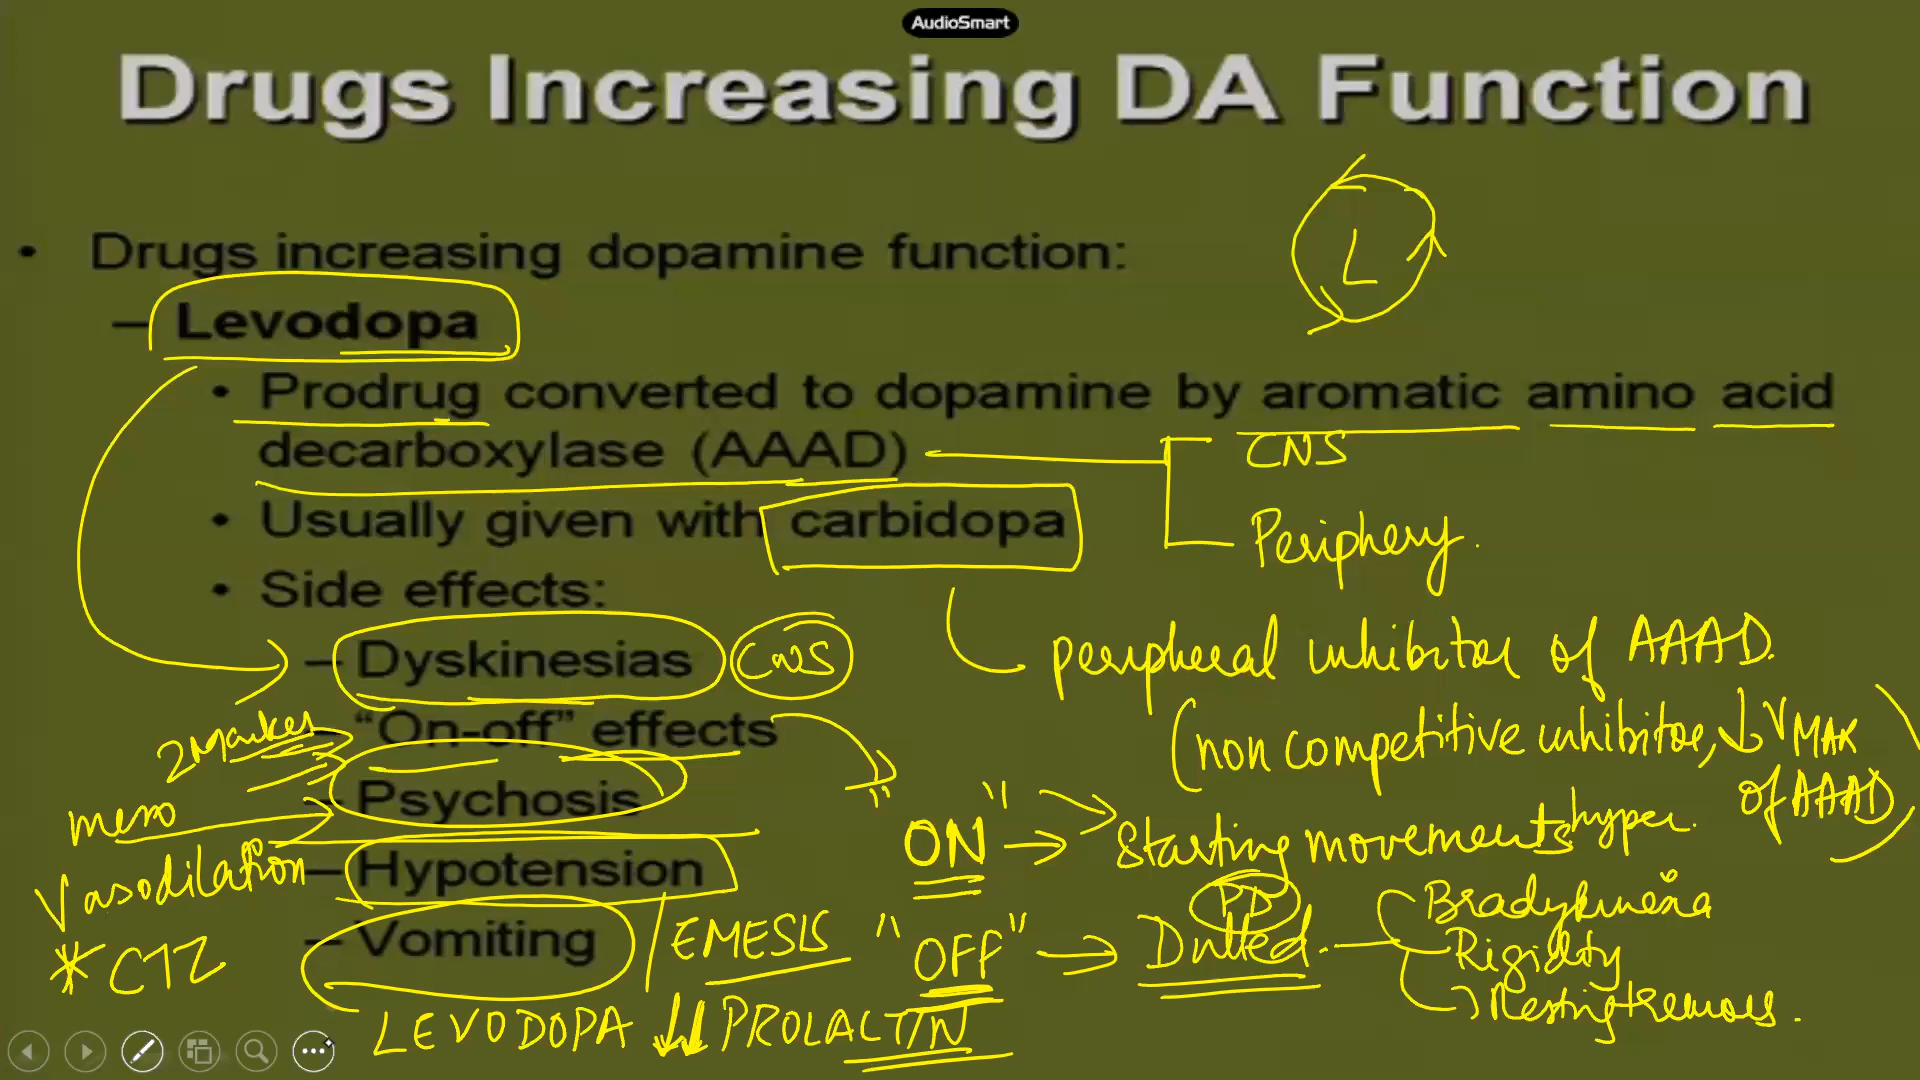 AudioSmart
Drugs Increasing DA Function
L
• Drugs increasing dopamine function:
– Levodopa
• Prodrug converted to dopamine by aromatic amino acid
decarboxylase (AAAD)
CNS
Periphery.
• Usually given with carbidopa
• Side effects:
– Dyskinesias
CNS
peripheral inhibitor of AAAD.
(non competitive inhibitor, ↓ VMAX
of AAAD)
– "On-off" effects
2 Marker
– Psychosis
meso
"ON" → Starting movements hyper.
– Hypotension
Vasodilation
PD
– Vomiting / EMESIS
* CTZ
"OFF" → Dulled.
Bradykinesia
Rigidity
Resting tremors.
LEVODOPA ↓↓ PROLACTIN